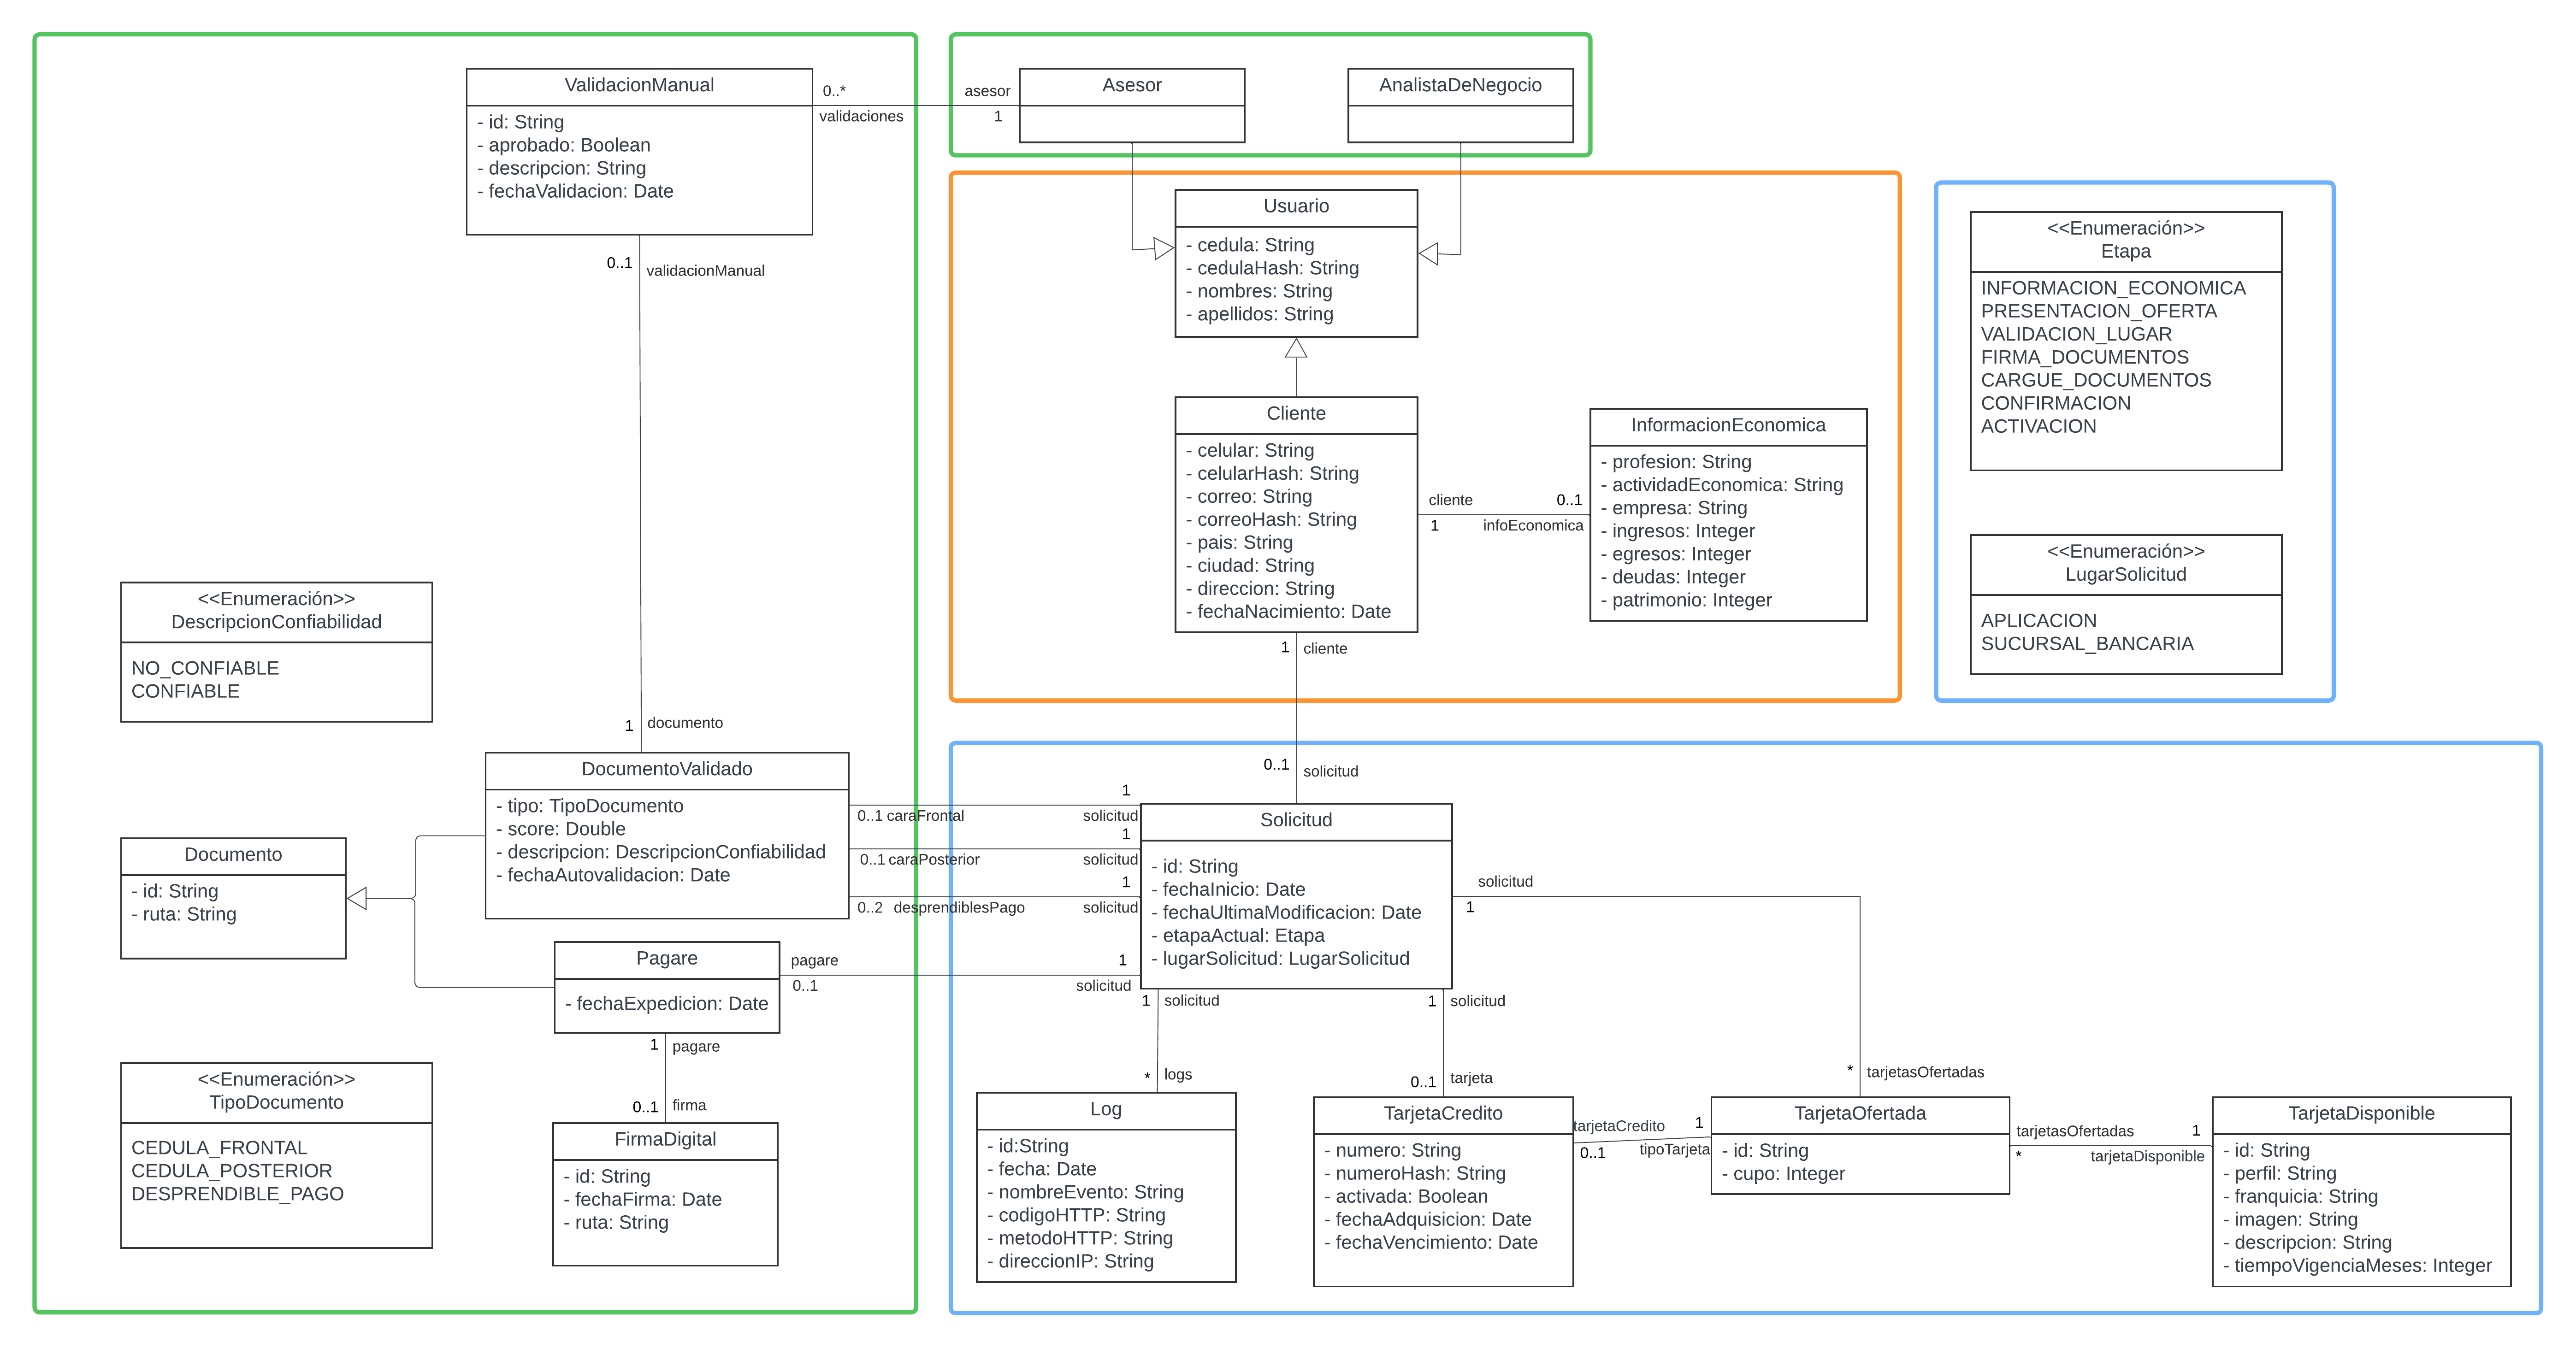 ValidacionManual
- id: String
- aprobado: Boolean
- descripcion: String
- fechaValidacion: Date
0..*
validaciones
asesor
1
Asesor
AnalistaDeNegocio
0..1
validacionManual
Usuario
- cedula: String
- cedulaHash: String
- nombres: String
- apellidos: String
<<Enumeración>>
Etapa
INFORMACION_ECONOMICA
PRESENTACION_OFERTA
VALIDACION_LUGAR
FIRMA_DOCUMENTOS
CARGUE_DOCUMENTOS
CONFIRMACION
ACTIVACION
Cliente
- celular: String
- celularHash: String
- correo: String
- correoHash: String
- pais: String
- ciudad: String
- direccion: String
- fechaNacimiento: Date
cliente
1
0..1
infoEconomica
InformacionEconomica
- profesion: String
- actividadEconomica: String
- empresa: String
- ingresos: Integer
- egresos: Integer
- deudas: Integer
- patrimonio: Integer
<<Enumeración>>
LugarSolicitud
APLICACION
SUCURSAL_BANCARIA
<<Enumeración>>
DescripcionConfiabilidad
NO_CONFIABLE
CONFIABLE
1 cliente
1 documento
0..1 solicitud
DocumentoValidado
- tipo: TipoDocumento
- score: Double
- descripcion: DescripcionConfiabilidad
- fechaAutovalidacion: Date
1
0..1 caraFrontal
solicitud
1
0..1 caraPosterior
solicitud
1
0..2 desprendiblesPago
solicitud
Solicitud
- id: String
- fechaInicio: Date
- fechaUltimaModificacion: Date
- etapaActual: Etapa
- lugarSolicitud: LugarSolicitud
solicitud
1
Documento
- id: String
- ruta: String
Pagare
- fechaExpedicion: Date
pagare
0..1
1
solicitud
1 solicitud
1 solicitud
1 pagare
0..1 firma
* logs
0..1 tarjeta
* tarjetasOfertadas
<<Enumeración>>
TipoDocumento
CEDULA_FRONTAL
CEDULA_POSTERIOR
DESPRENDIBLE_PAGO
FirmaDigital
- id: String
- fechaFirma: Date
- ruta: String
Log
- id:String
- fecha: Date
- nombreEvento: String
- codigoHTTP: String
- metodoHTTP: String
- direccionIP: String
TarjetaCredito
- numero: String
- numeroHash: String
- activada: Boolean
- fechaAdquisicion: Date
- fechaVencimiento: Date
tarjetaCredito
0..1
1
tipoTarjeta
TarjetaOfertada
- id: String
- cupo: Integer
tarjetasOfertadas
*
1
tarjetaDisponible
TarjetaDisponible
- id: String
- perfil: String
- franquicia: String
- imagen: String
- descripcion: String
- tiempoVigenciaMeses: Integer